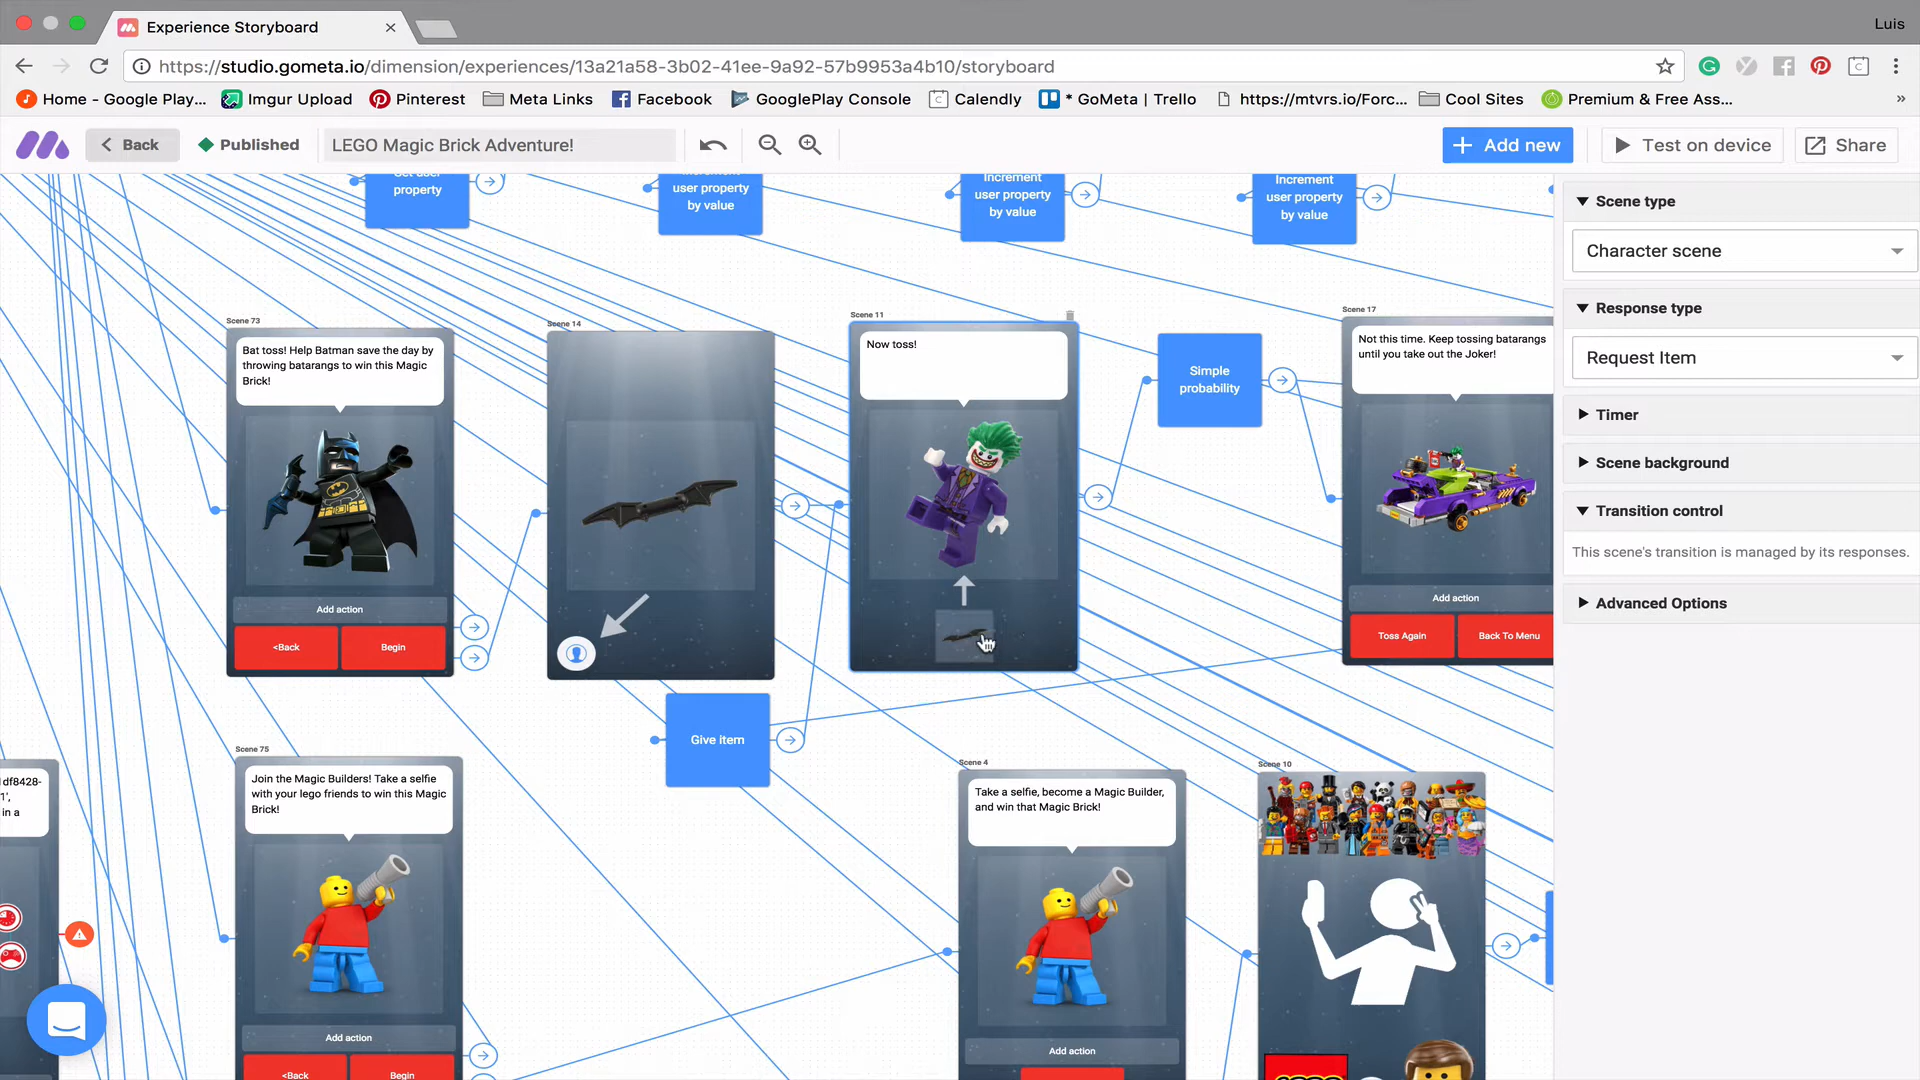 Experience Storyboard
Luis
https://studio.gometa.io/dimension/experiences/13a21a58-3b02-41ee-9a92-57b9953a4b10/storyboard
Home - Google Play...
Imgur Upload
Pinterest
Meta Links
Facebook
GooglePlay Console
Calendly
* GoMeta | Trello
https://mtvrs.io/Forc...
Cool Sites
Premium & Free Ass...
»
Back
Published
LEGO Magic Brick Adventure!
Add new
Test on device
Share
user
property
user property
by value
Increment
user property
by value
Increment
user property
by value
Scene 73
Bat toss! Help Batman save the day by
throwing batarangs to win this Magic
Brick!
Add action
<Back
Begin
Scene 14
Scene 11
Now toss!
Simple
probability
Scene 17
Not this time. Keep tossing batarangs
until you take out the Joker!
Add action
Toss Again
Back To Menu
Give item
df8428-
1',
in a
Scene 75
Join the Magic Builders! Take a selfie
with your lego friends to win this Magic
Brick!
Add action
<Back
Begin
Scene 4
Take a selfie, become a Magic Builder,
and win that Magic Brick!
Add action
Scene 10
Scene type
Character scene
Response type
Request Item
Timer
Scene background
Transition control
This scene's transition is managed by its responses.
Advanced Options